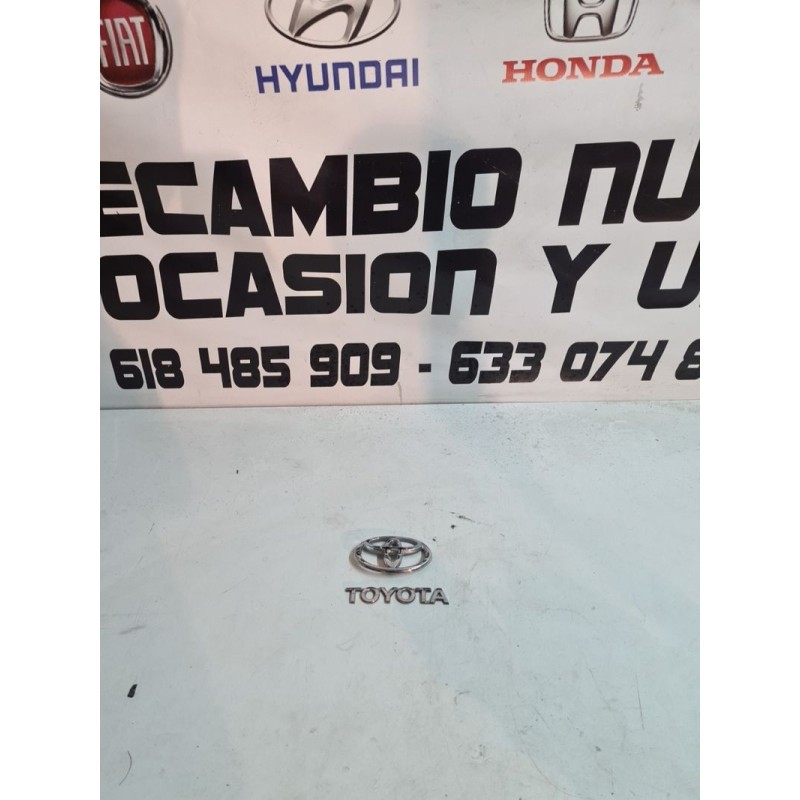 FIAT
HYUNDAI
HONDA
ECAMBIO NU
OCASION Y U
618 485 909 - 633 074 8
TOYOTA